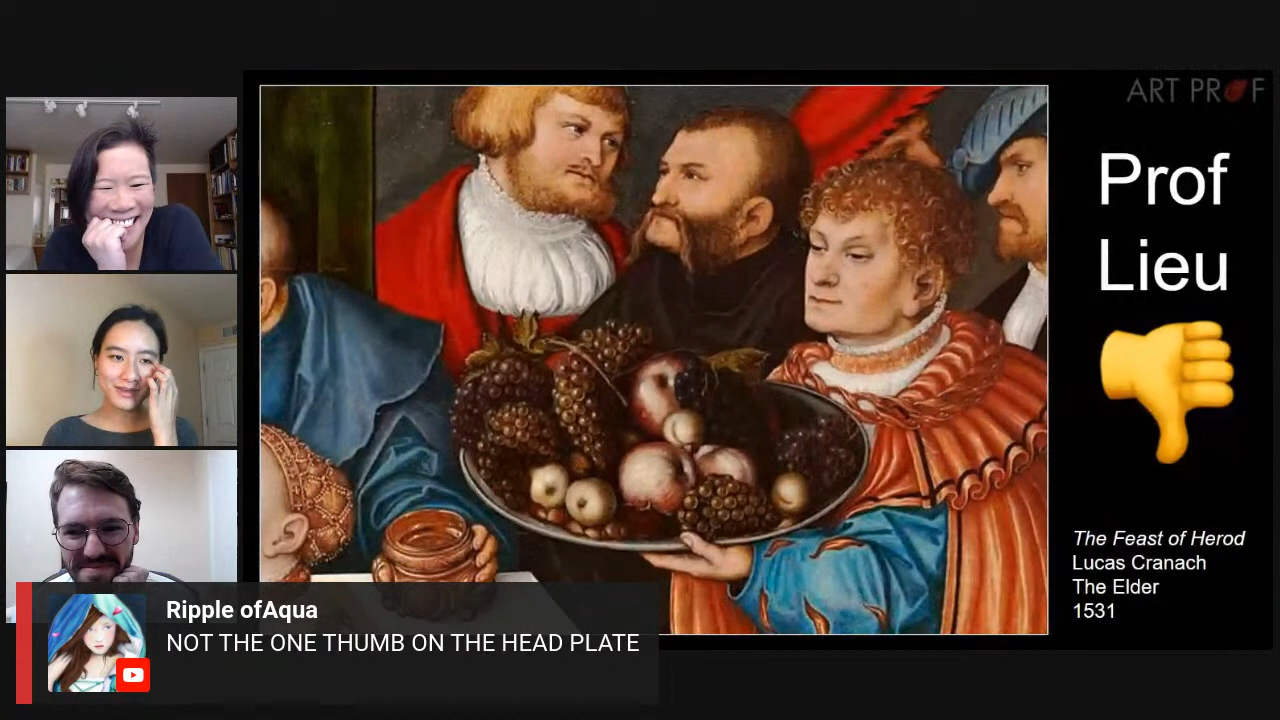 ART PROF
Prof
Lieu
The Feast of Herod
Lucas Cranach
The Elder
1531
Ripple ofAqua
NOT THE ONE THUMB ON THE HEAD PLATE